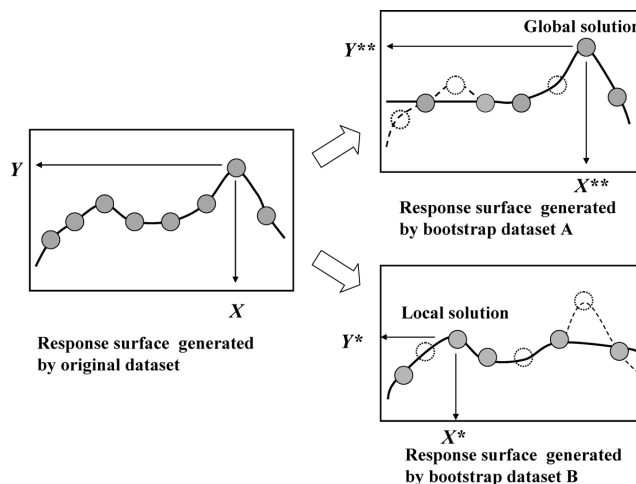 Y
X
Response surface generated
by original dataset
Global solution
Y**
X**
Response surface generated
by bootstrap dataset A
Local solution
Y*
X*
Response surface generated
by bootstrap dataset B